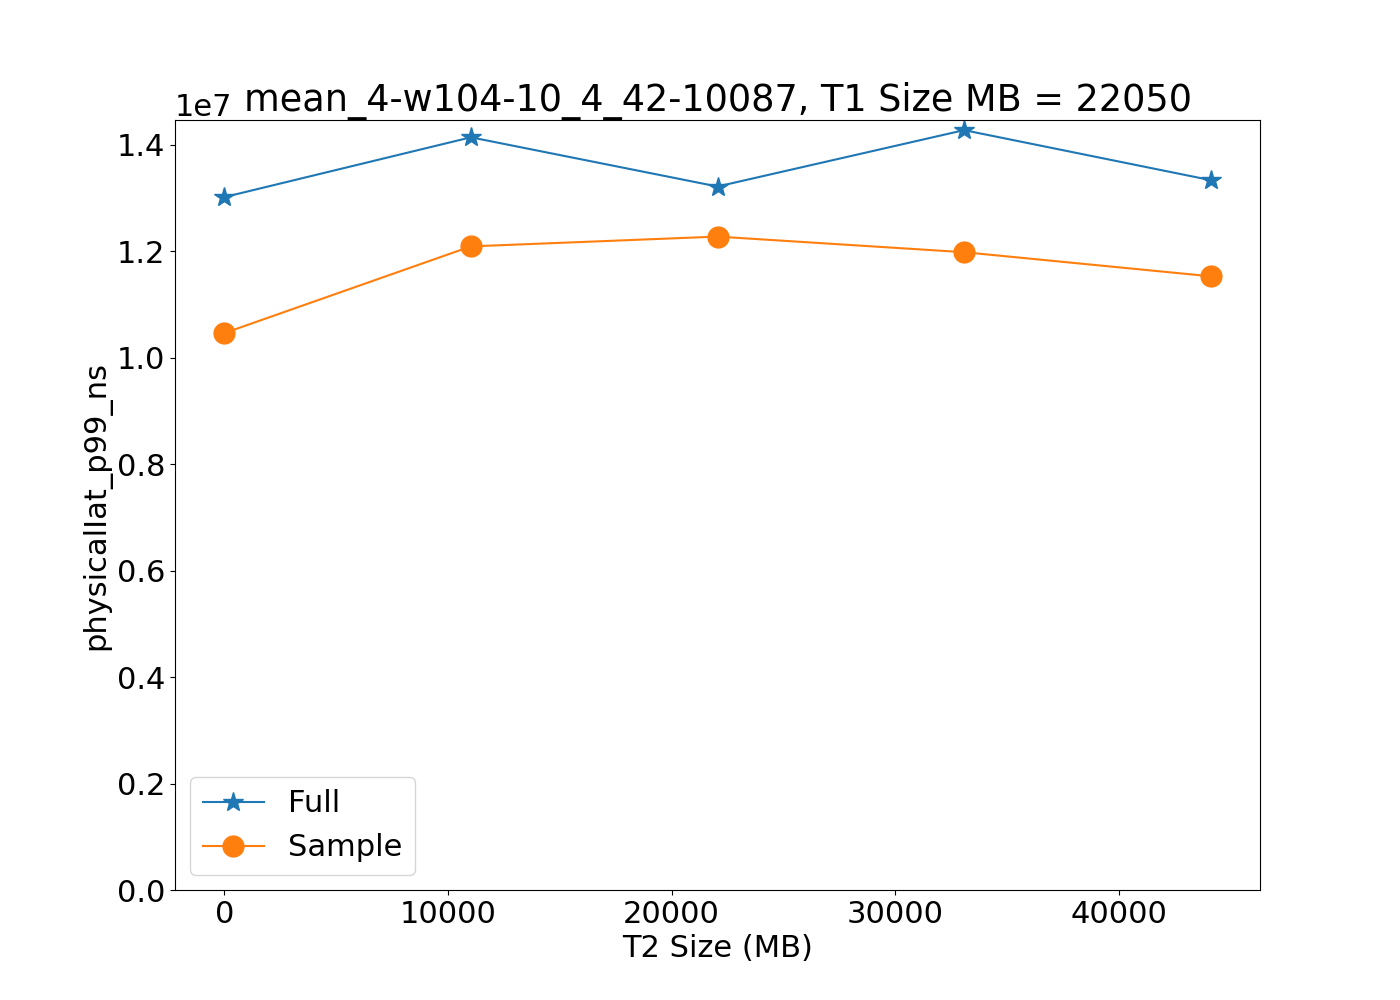 1e7
mean_4-w104-10_4_42-10087, T1 Size MB = 22050
1.4
1.2
1.0
0.8
0.6
0.4
0.2
0.0
physicallat_p99_ns
Full
Sample
0 10000 20000 30000 40000
T2 Size (MB)